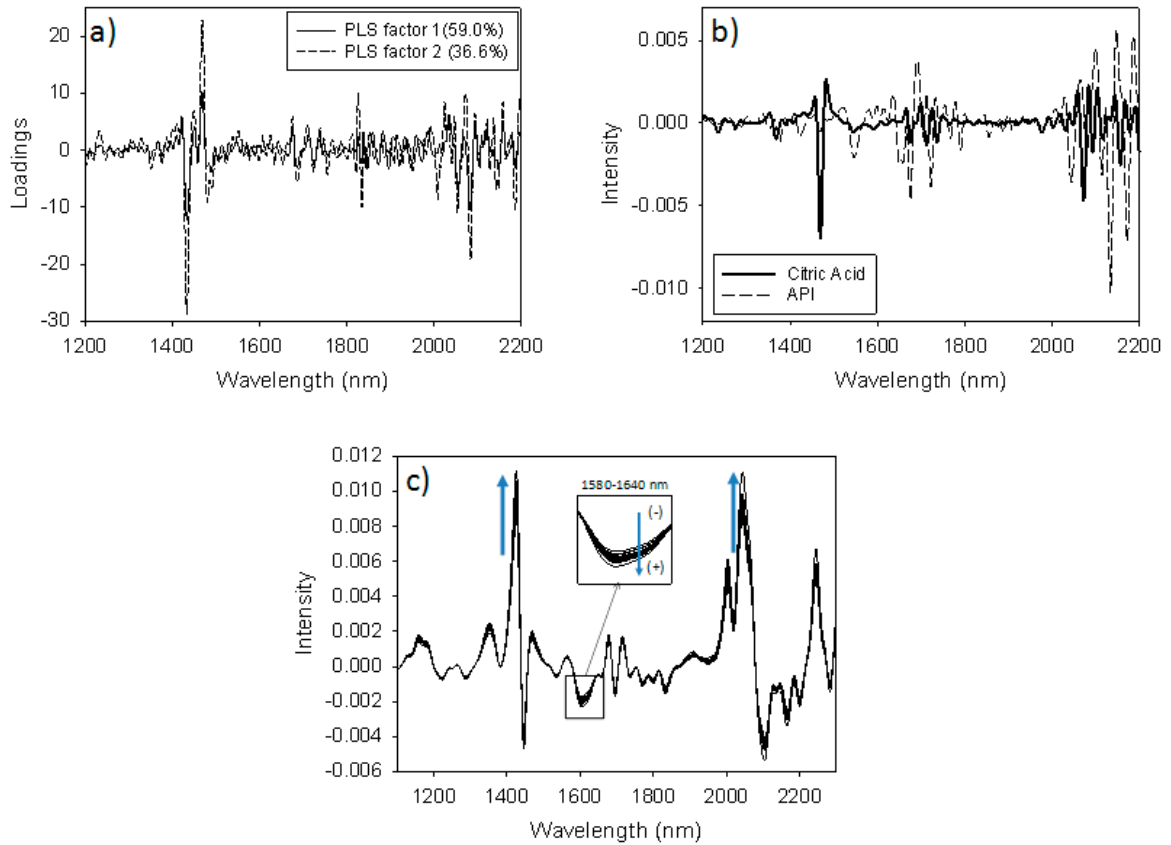 a)
PLS factor 1(59.0%)
PLS factor 2 (36.6%)
20
10
0
-10
-20
-30
Loadings
1200 1400 1600 1800 2000 2200
Wavelength (nm)
b)
0.005
0.000
-0.005
-0.010
Intensity
Citric Acid
API
1200 1400 1600 1800 2000 2200
Wavelength (nm)
c)
0.012
0.010
0.008
0.006
0.004
0.002
0.000
-0.002
-0.004
-0.006
Intensity
1580-1640 nm
(-)
(+)
1200 1400 1600 1800 2000 2200
Wavelength (nm)